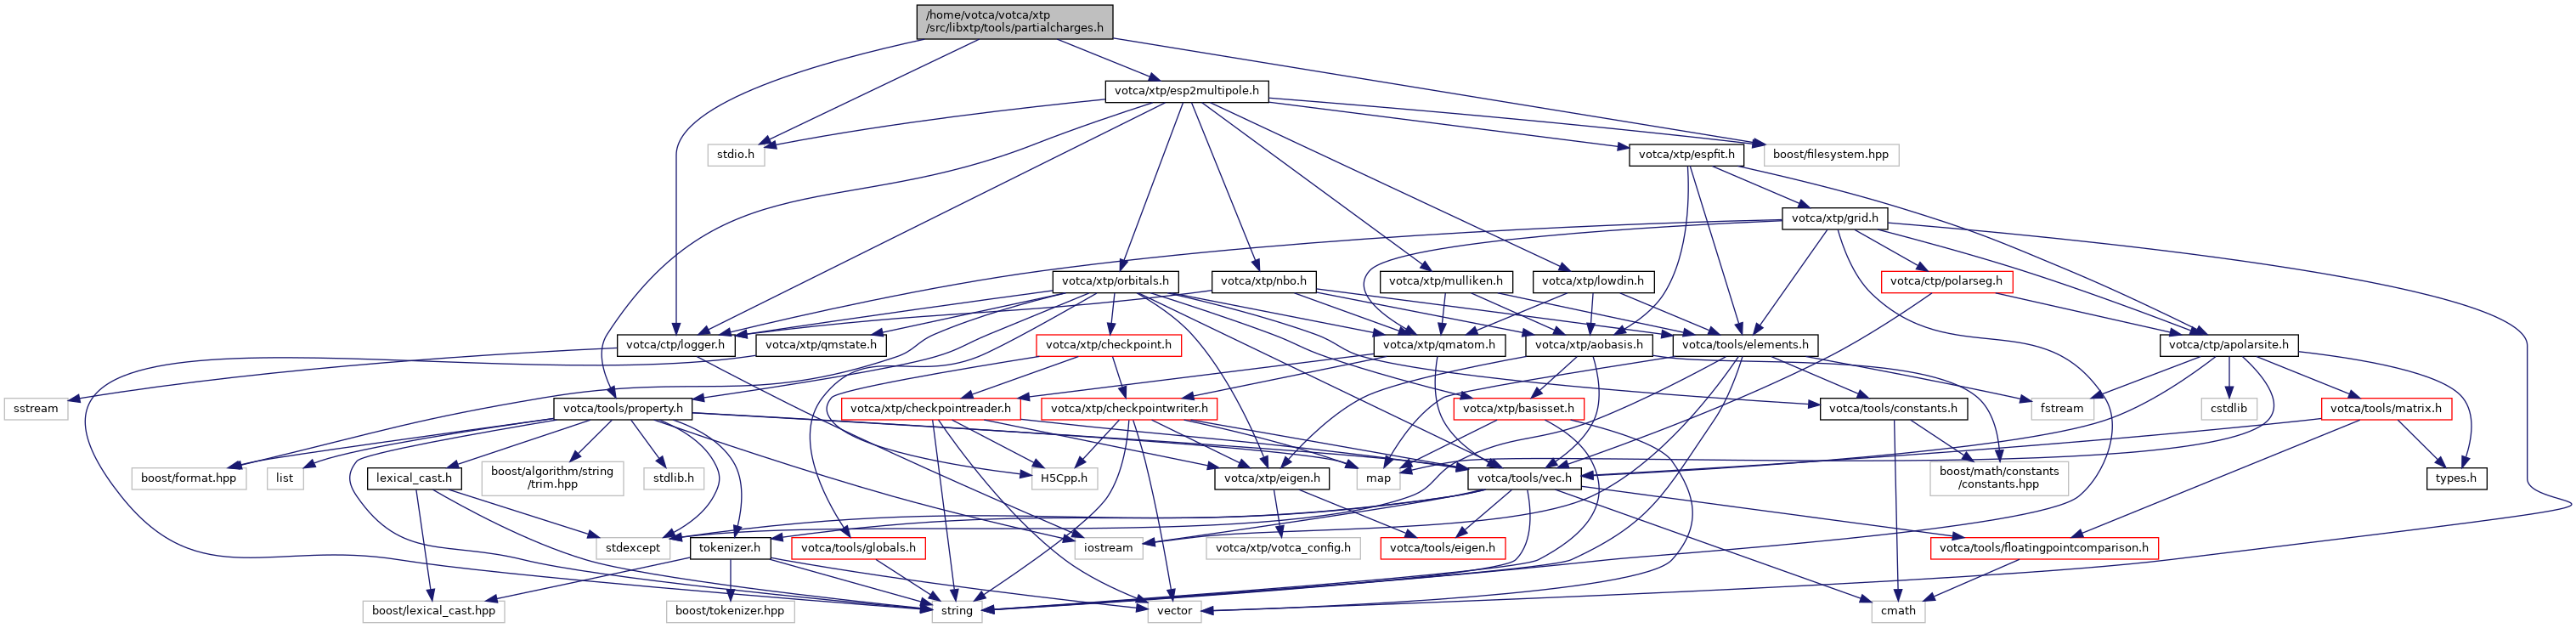 /home/votca/votca/xtp
/src/libxtp/tools/partialcharges.h
votca/xtp/esp2multipole.h
stdio.h
votca/xtp/espfit.h
boost/filesystem.hpp
votca/xtp/grid.h
votca/xtp/orbitals.h
votca/xtp/nbo.h
votca/xtp/mulliken.h
votca/xtp/lowdin.h
votca/ctp/polarseg.h
votca/ctp/logger.h
votca/xtp/qmstate.h
votca/xtp/checkpoint.h
votca/xtp/qmatom.h
votca/xtp/aobasis.h
votca/tools/elements.h
votca/ctp/apolarsite.h
sstream
votca/tools/property.h
votca/xtp/checkpointreader.h
votca/xtp/checkpointwriter.h
votca/xtp/basisset.h
votca/tools/constants.h
fstream
cstdlib
votca/tools/matrix.h
boost/format.hpp
list
lexical_cast.h
boost/algorithm/string
/trim.hpp
stdlib.h
H5Cpp.h
votca/xtp/eigen.h
map
votca/tools/vec.h
boost/math/constants
/constants.hpp
types.h
stdexcept
tokenizer.h
votca/tools/globals.h
iostream
votca/xtp/votca_config.h
votca/tools/eigen.h
votca/tools/floatingpointcomparison.h
boost/lexical_cast.hpp
boost/tokenizer.hpp
string
vector
cmath